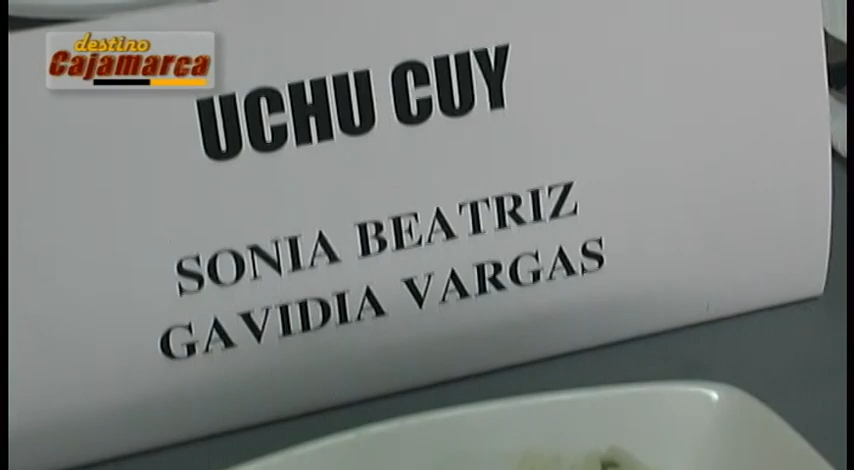 destino
Cajamarca
UCHU CUY
SONIA BEATRIZ
GAVIDIA VARGAS